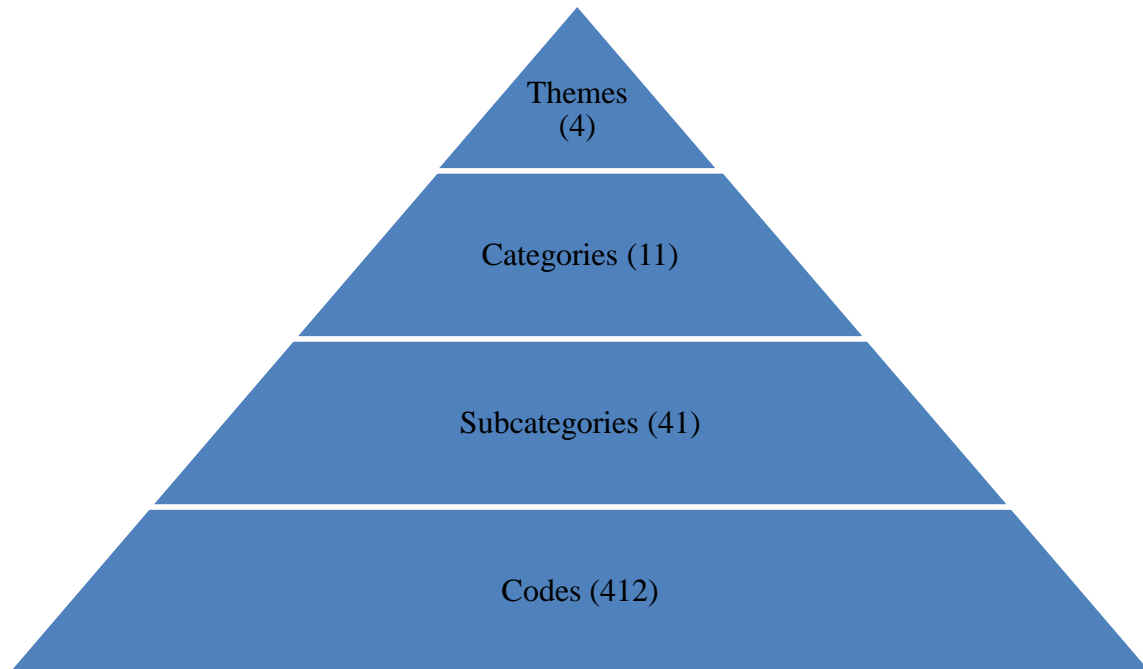 Themes
(4)
Categories (11)
Subcategories (41)
Codes (412)